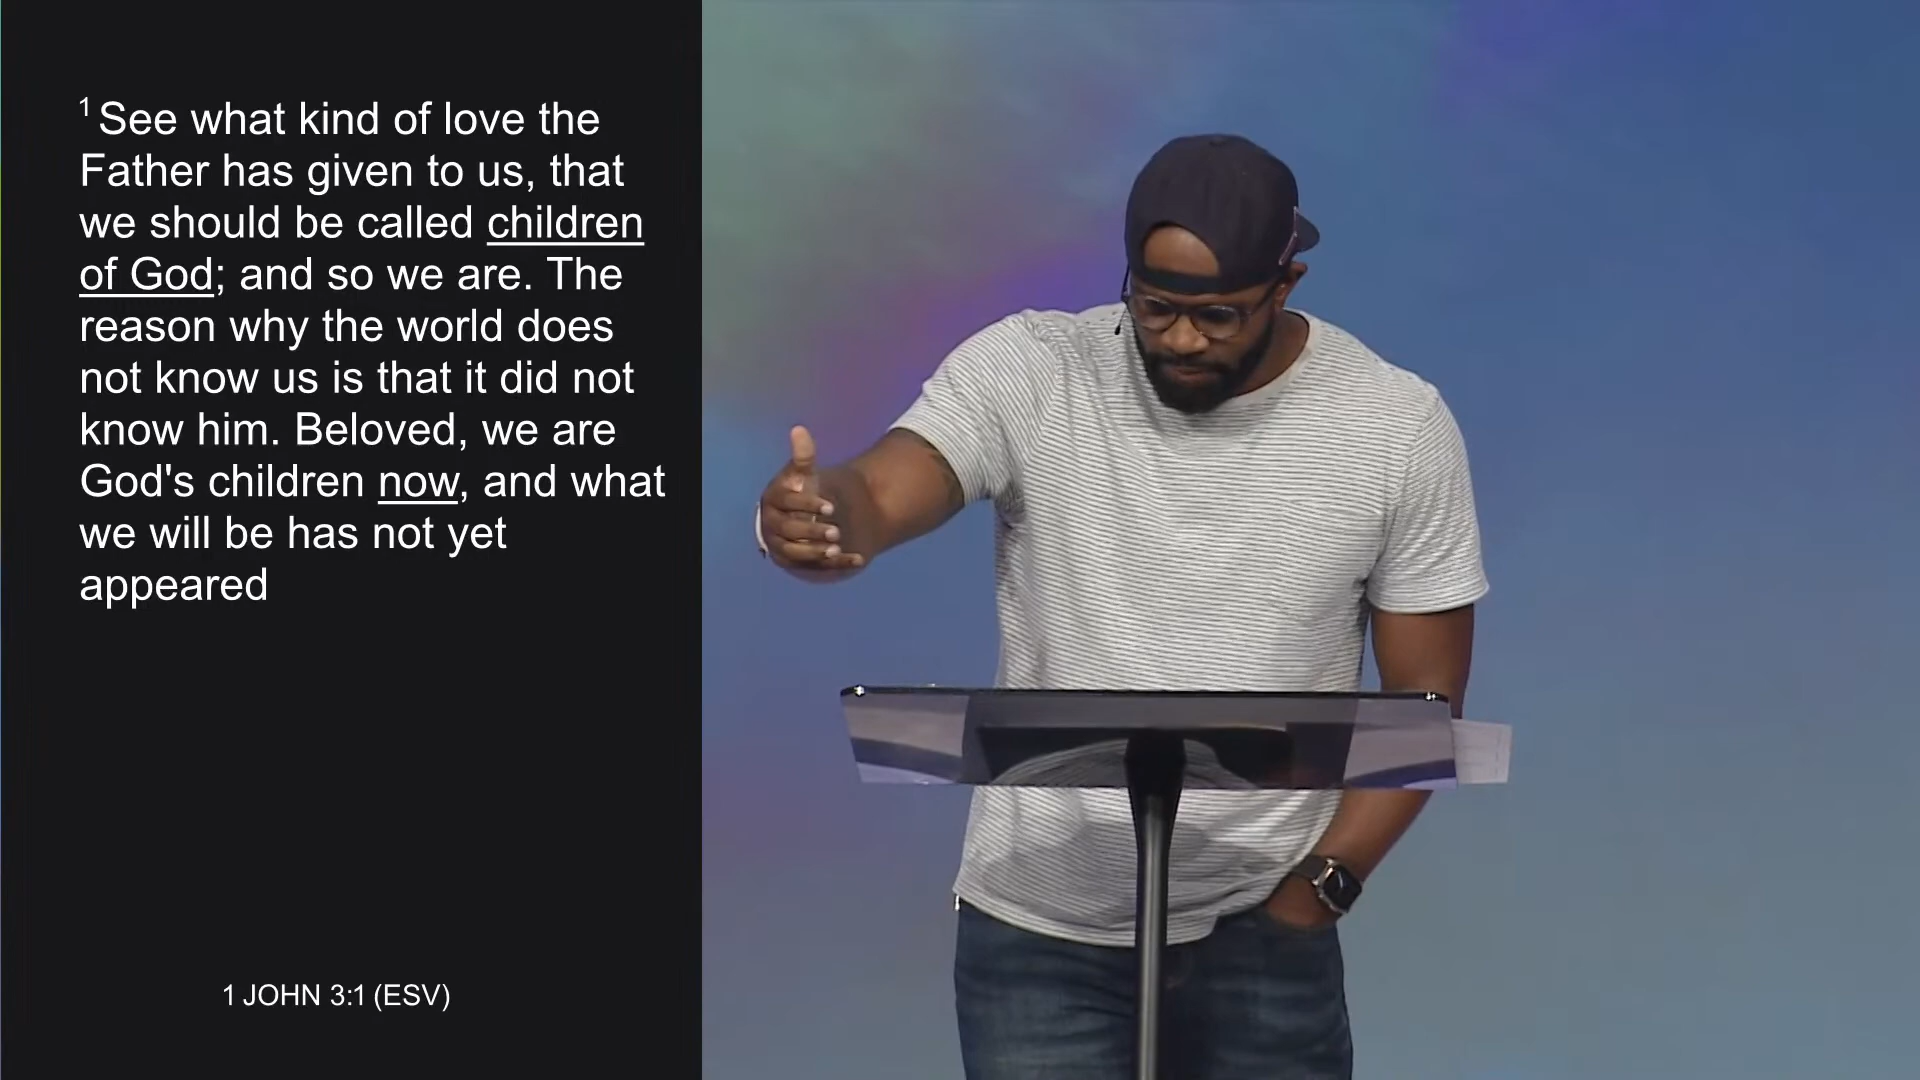 1 See what kind of love the
Father has given to us, that
we should be called children
of God; and so we are. The
reason why the world does
not know us is that it did not
know him. Beloved, we are
God's children now, and what
we will be has not yet
appeared
1 JOHN 3:1 (ESV)